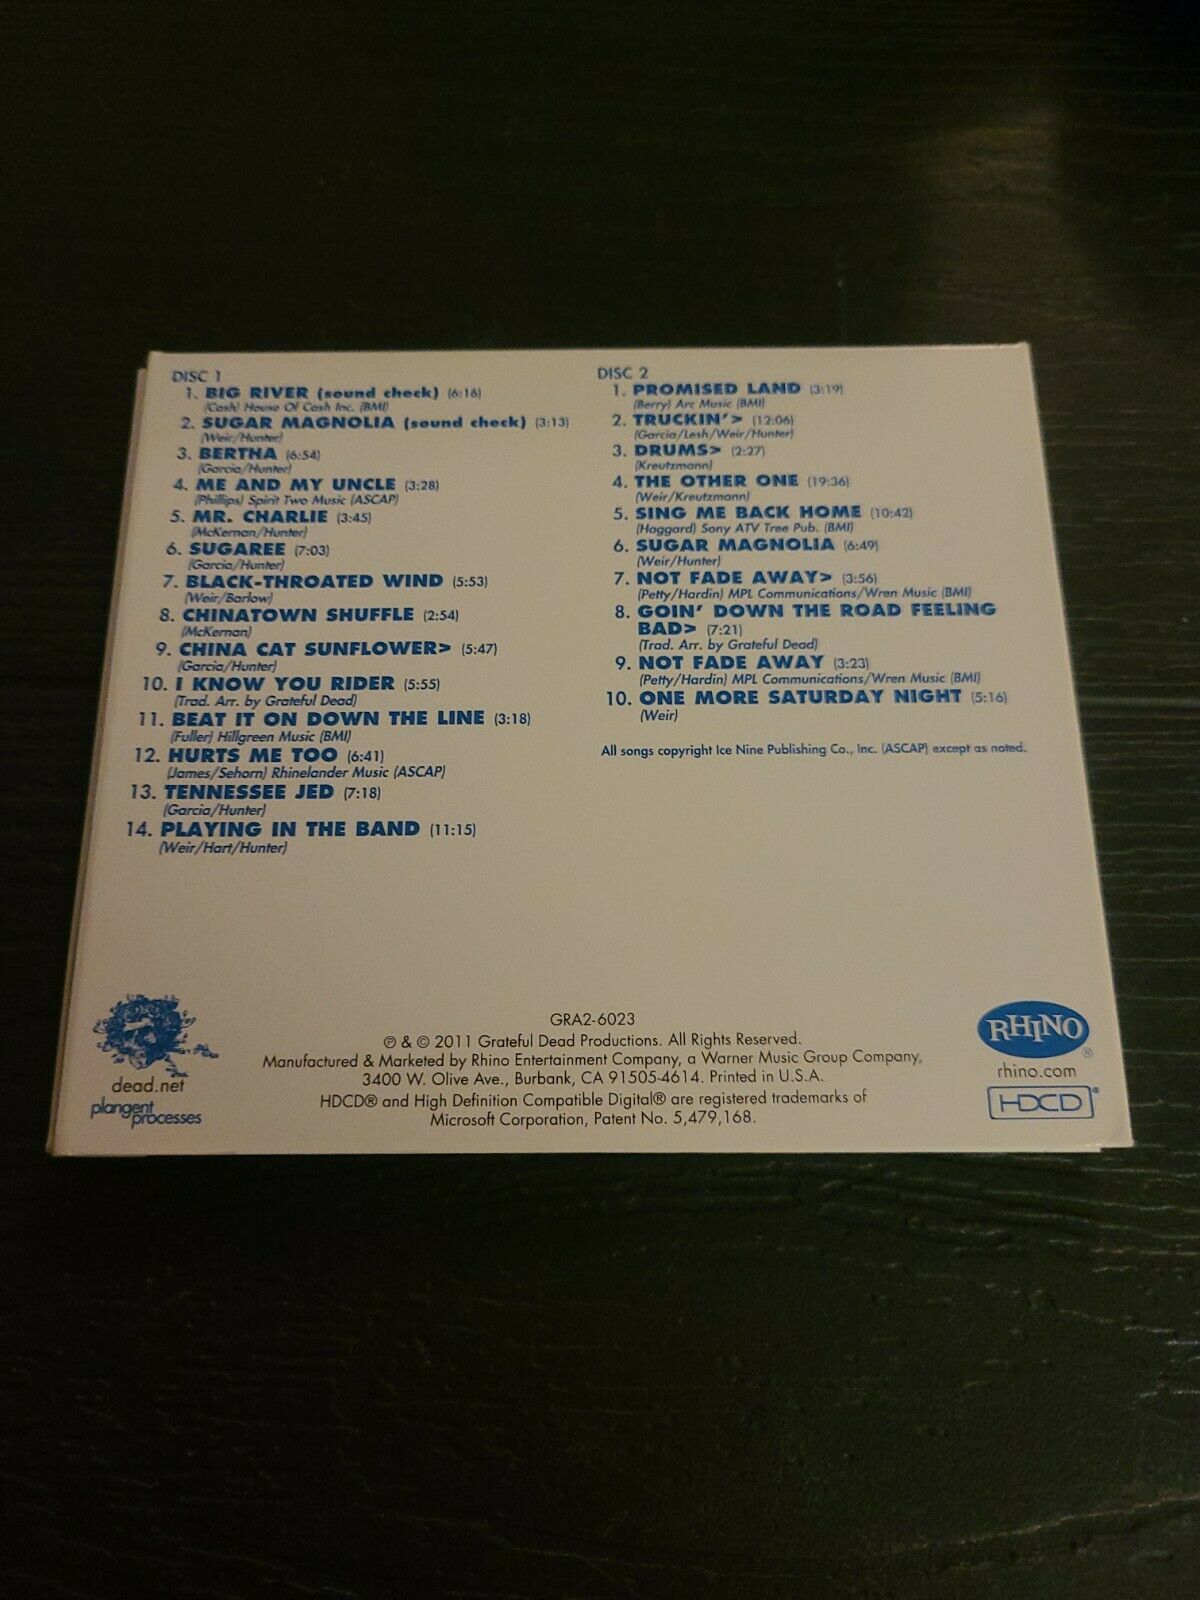 DISC 1
1. BIG RIVER (sound check) (6:16)
(Cash) House Of Cash Inc. (BMI)
2. SUGAR MAGNOLIA (sound check) (3:13)
(Weir/Hunter)
3. BERTHA (6:54)
(Garcia/Hunter)
4. ME AND MY UNCLE (3:28)
(Phillips) Spirit Two Music (ASCAP)
5. MR. CHARLIE (3:45)
(McKernan/Hunter)
6. SUGAREE (7:03)
(Garcia/Hunter)
7. BLACK-THROATED WIND (5:53)
(Weir/Barlow)
8. CHINATOWN SHUFFLE (2:54)
(McKernan)
9. CHINA CAT SUNFLOWER> (5:47)
(Garcia/Hunter)
10. I KNOW YOU RIDER (5:55)
(Trad. Arr. by Grateful Dead)
11. BEAT IT ON DOWN THE LINE (3:18)
(Fuller) Hillgreen Music (BMI)
12. HURTS ME TOO (6:41)
(James/Sehorn) Rhinelander Music (ASCAP)
13. TENNESSEE JED (7:18)
(Garcia/Hunter)
14. PLAYING IN THE BAND (11:15)
(Weir/Hart/Hunter)
DISC 2
1. PROMISED LAND (3:19)
(Berry) Arc Music (BMI)
2. TRUCKIN'> (12:06)
(Garcia/Lesh/Weir/Hunter)
3. DRUMS> (2:27)
(Kreutzmann)
4. THE OTHER ONE (19:36)
(Weir/Kreutzmann)
5. SING ME BACK HOME (10:42)
(Haggard) Sony ATV Tree Pub. (BMI)
6. SUGAR MAGNOLIA (6:49)
(Weir/Hunter)
7. NOT FADE AWAY> (3:56)
(Petty/Hardin) MPL Communications/Wren Music (BMI)
8. GOIN' DOWN THE ROAD FEELING
BAD> (7:21)
(Trad. Arr. by Grateful Dead)
9. NOT FADE AWAY (3:23)
(Petty/Hardin) MPL Communications/Wren Music (BMI)
10. ONE MORE SATURDAY NIGHT (5:16)
(Weir)
All songs copyright Ice Nine Publishing Co., Inc. (ASCAP) except as noted.
dead.net
plangent
processes
GRA2-6023
℗ & © 2011 Grateful Dead Productions. All Rights Reserved.
Manufactured & Marketed by Rhino Entertainment Company, a Warner Music Group Company,
3400 W. Olive Ave., Burbank, CA 91505-4614. Printed in U.S.A.
HDCD® and High Definition Compatible Digital® are registered trademarks of
Microsoft Corporation, Patent No. 5,479,168.
RHINO®
rhino.com
HDCD®